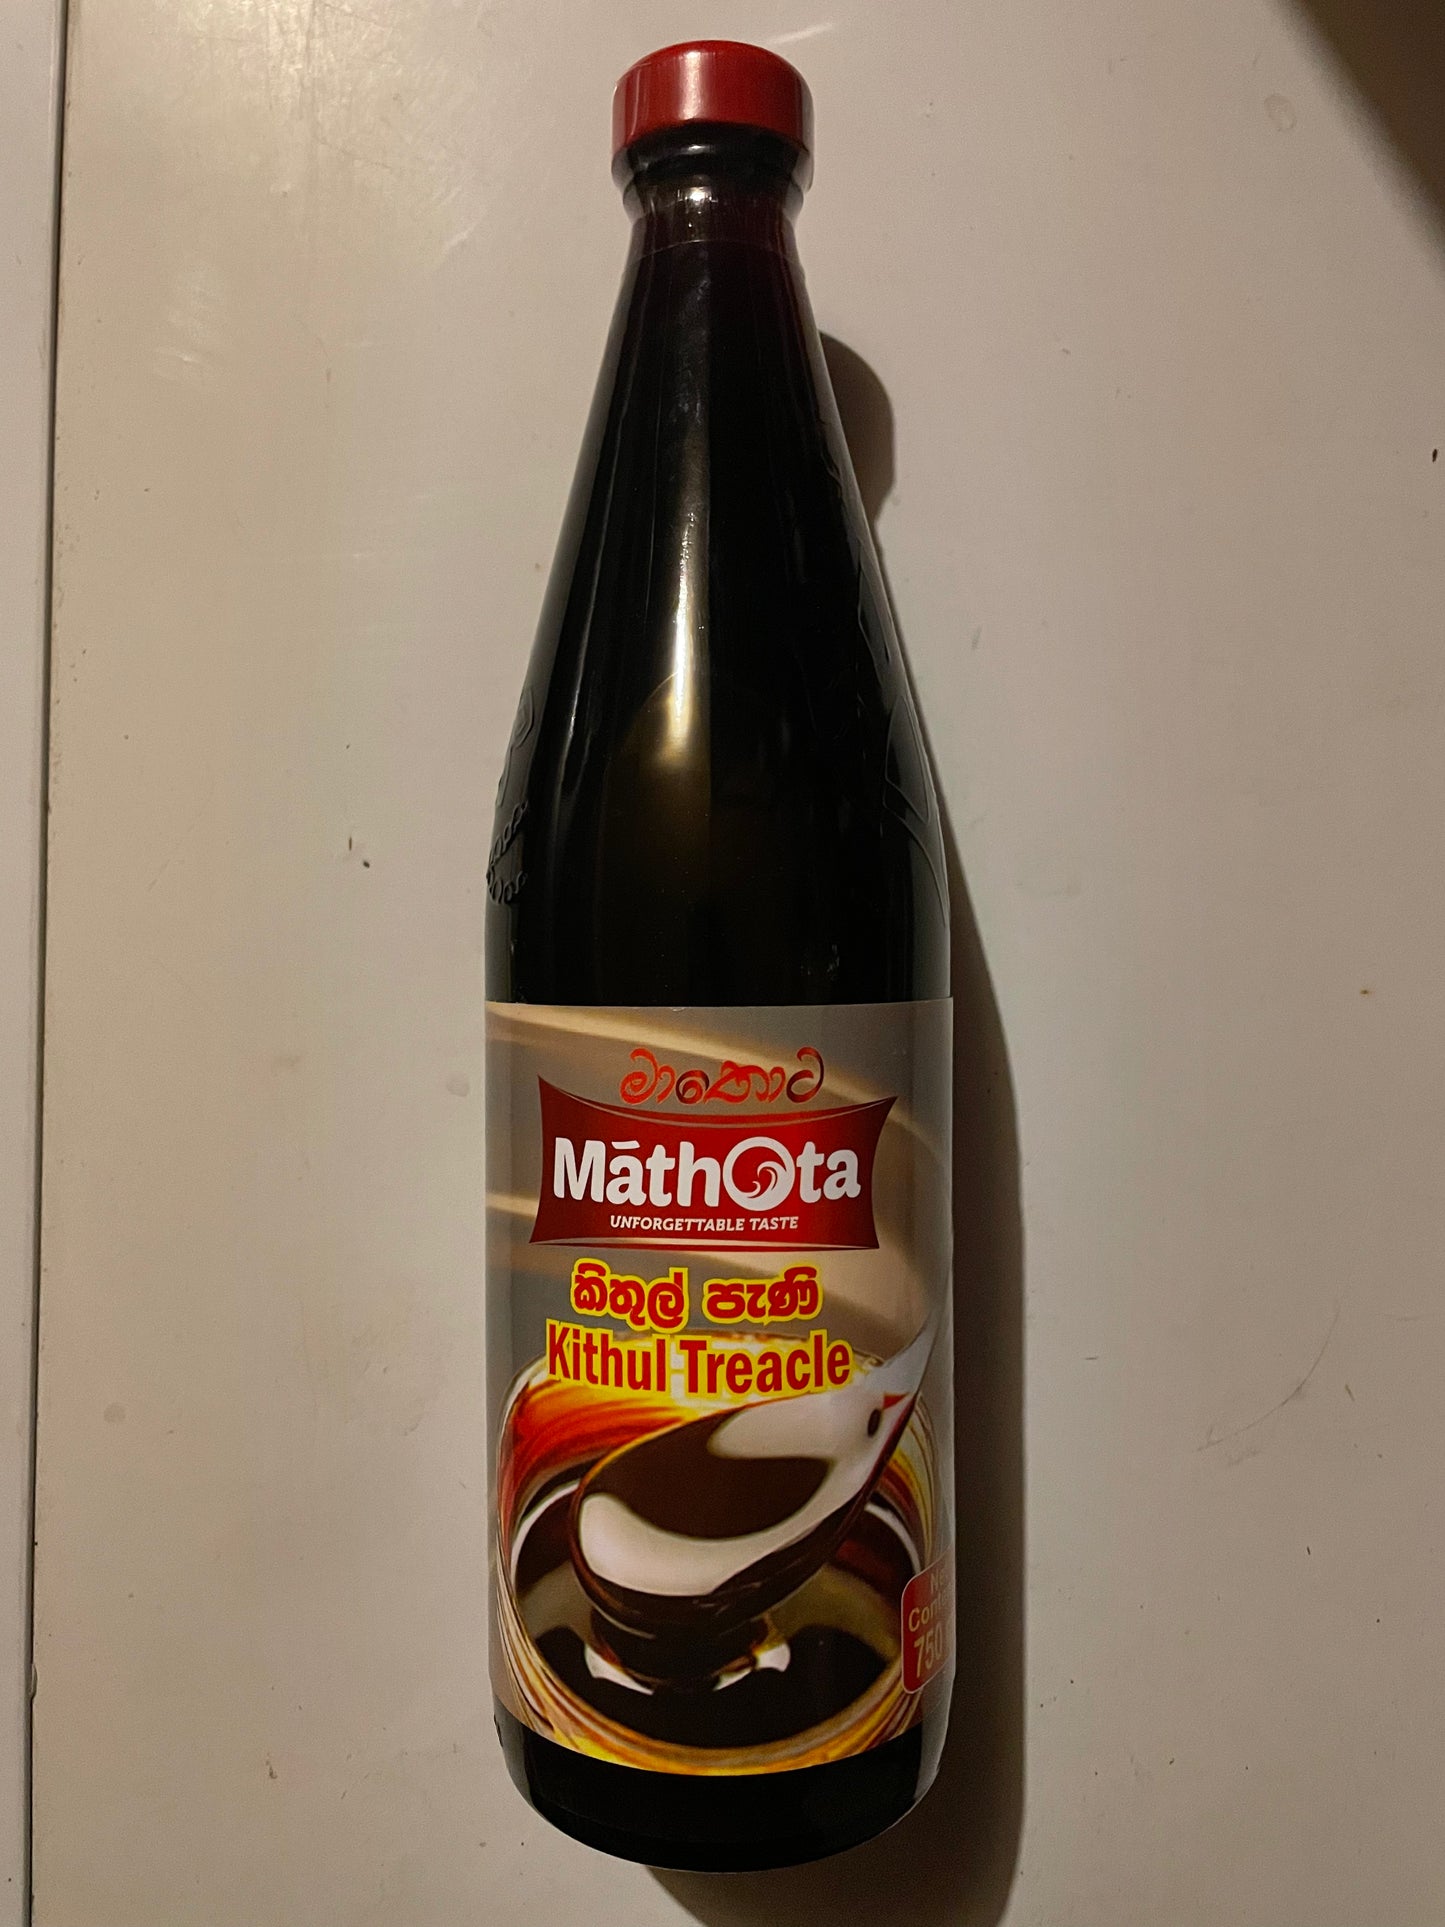 මාතොට
MāthOta
UNFORGETTABLE TASTE
කිතුල් පැණි
Kithul Treacle
750